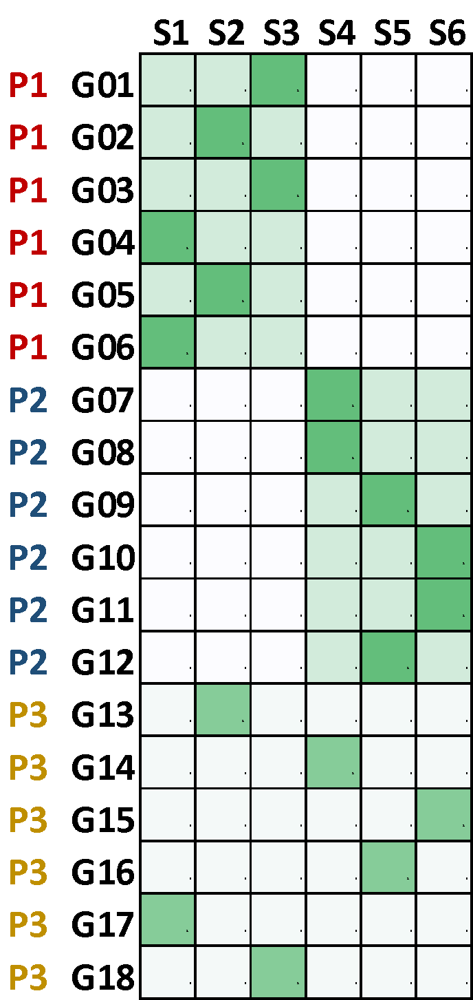 S1 S2 S3 S4 S5 S6
P1 G01
P1 G02
P1 G03
P1 G04
P1 G05
P1 G06
P2 G07
P2 G08
P2 G09
P2 G10
P2 G11
P2 G12
P3 G13
P3 G14
P3 G15
P3 G16
P3 G17
P3 G18